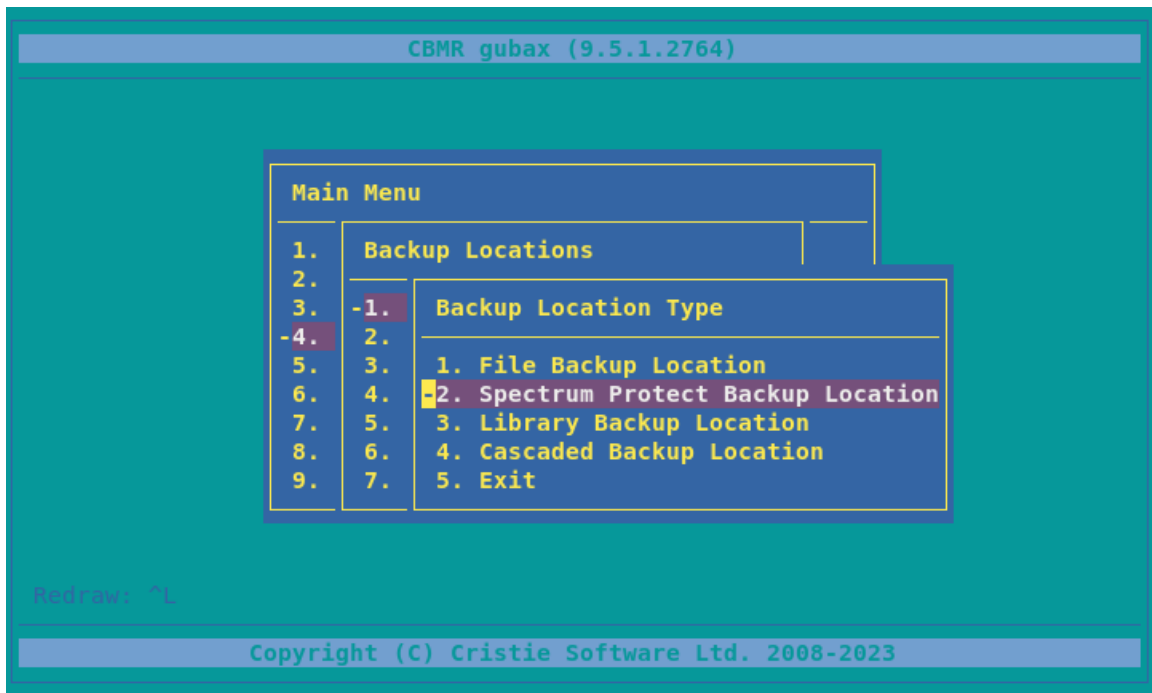 CBMR gubax (9.5.1.2764)
Main Menu
1. Backup Locations
2.
3. -1. Backup Location Type
-4. 2.
5. 3. 1. File Backup Location
6. 4. -2. Spectrum Protect Backup Location
7. 5. 3. Library Backup Location
8. 6. 4. Cascaded Backup Location
9. 7. 5. Exit
Redraw: ^L
Copyright (C) Cristie Software Ltd. 2008-2023